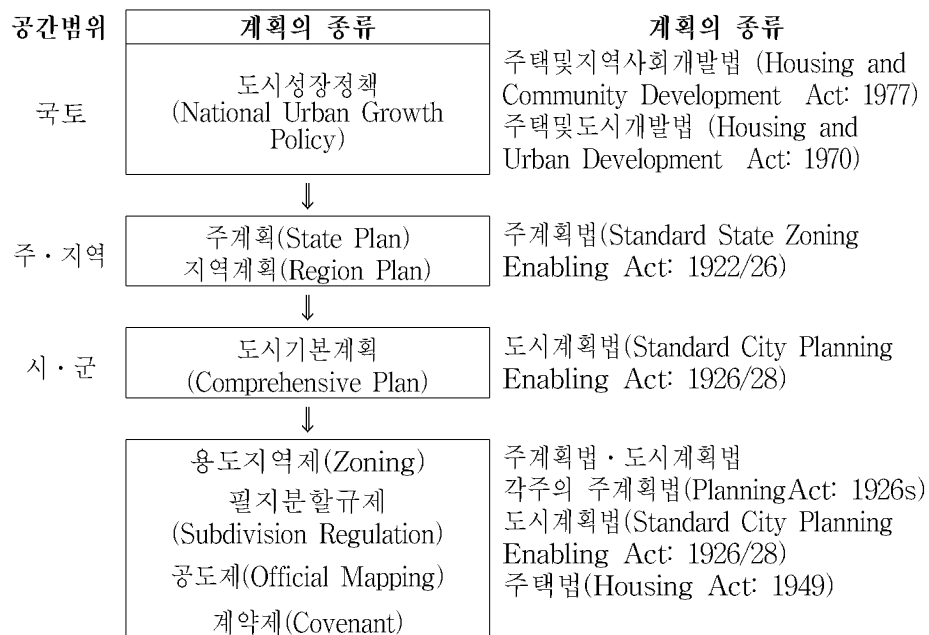 공간범위 계획의 종류 계획의 종류
국토
도시성장정책
(National Urban Growth
Policy)
주택및지역사회개발법 (Housing and
Community Development Act: 1977)
주택및도시개발법 (Housing and
Urban Development Act: 1970)
⇓
주·지역
주계획(State Plan)
지역계획(Region Plan)
주계획법(Standard State Zoning
Enabling Act: 1922/26)
⇓
시·군
도시기본계획
(Comprehensive Plan)
도시계획법(Standard City Planning
Enabling Act: 1926/28)
⇓
용도지역제(Zoning)
필지분할규제
(Subdivision Regulation)
공도제(Official Mapping)
계약제(Covenant)
주계획법·도시계획법
각주의 주계획법(PlanningAct: 1926s)
도시계획법(Standard City Planning
Enabling Act: 1926/28)
주택법(Housing Act: 1949)